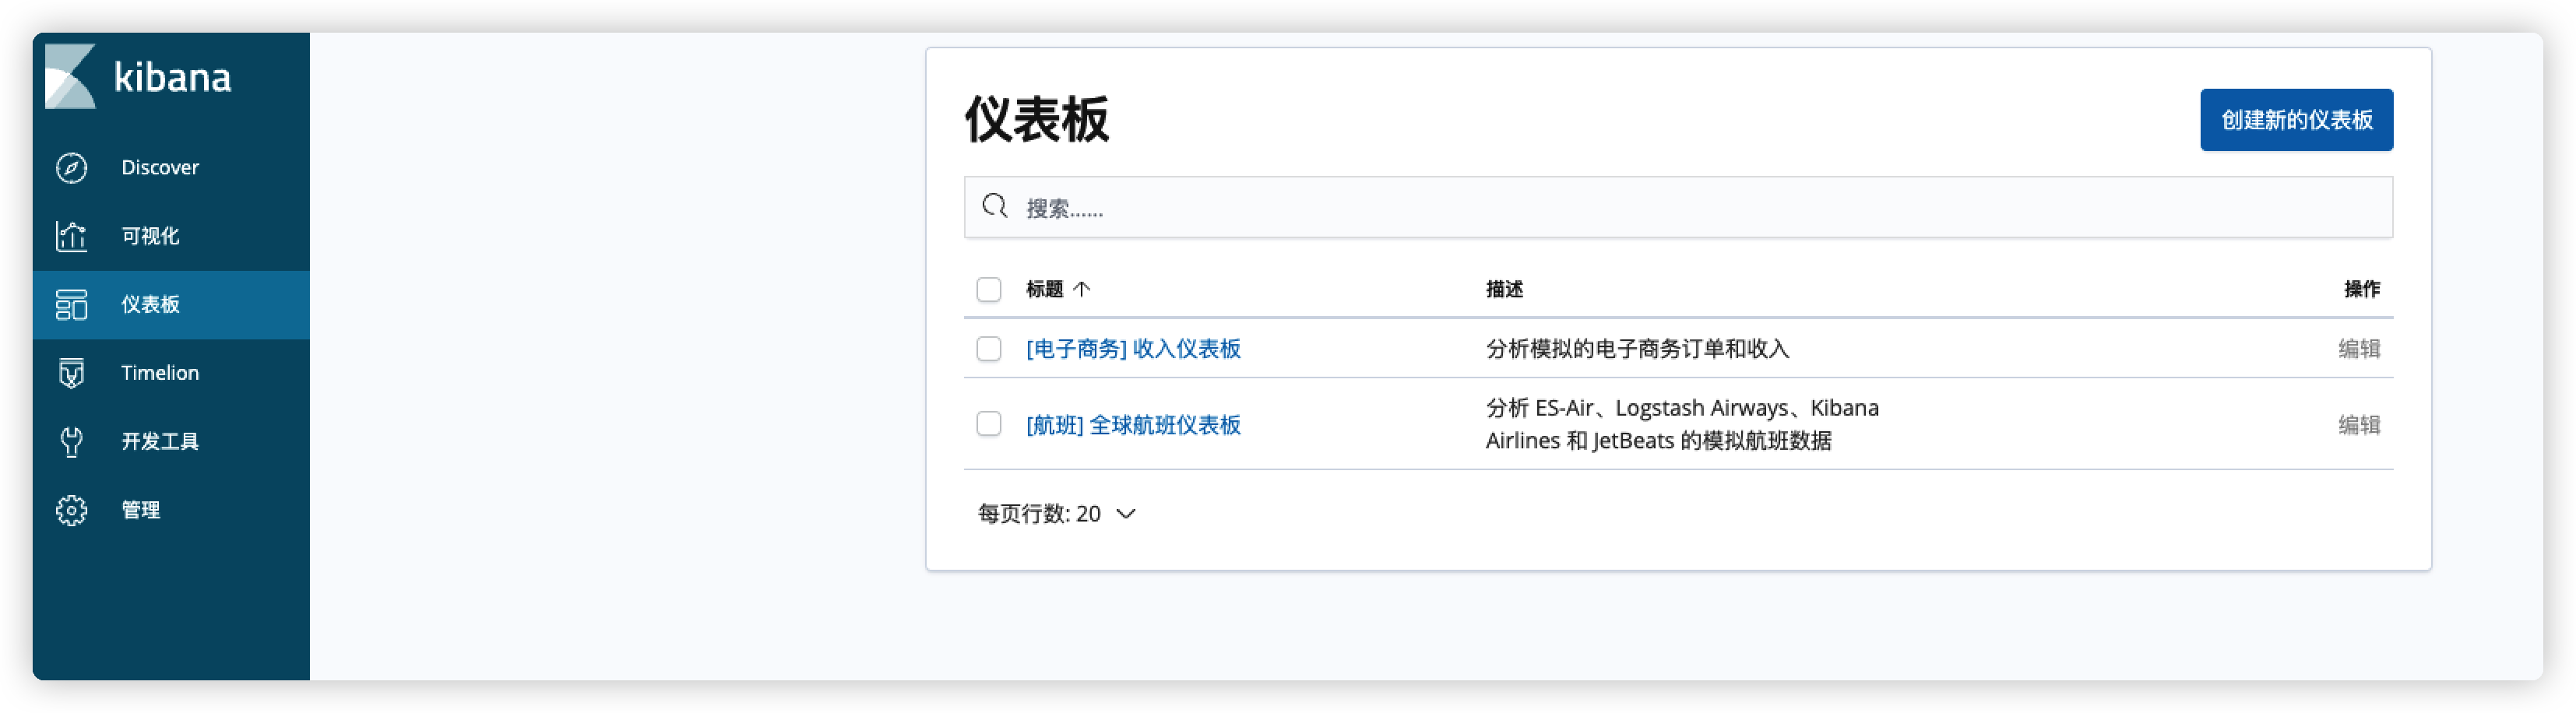 kibana
Discover
可视化
仪表板
Timelion
开发工具
管理
仪表板
创建新的仪表板
搜索......
标题 描述 操作
[电子商务] 收入仪表板 分析模拟的电子商务订单和收入 编辑
[航班] 全球航班仪表板 分析 ES-Air、Logstash Airways、Kibana
Airlines 和 JetBeats 的模拟航班数据 编辑
每页行数: 20